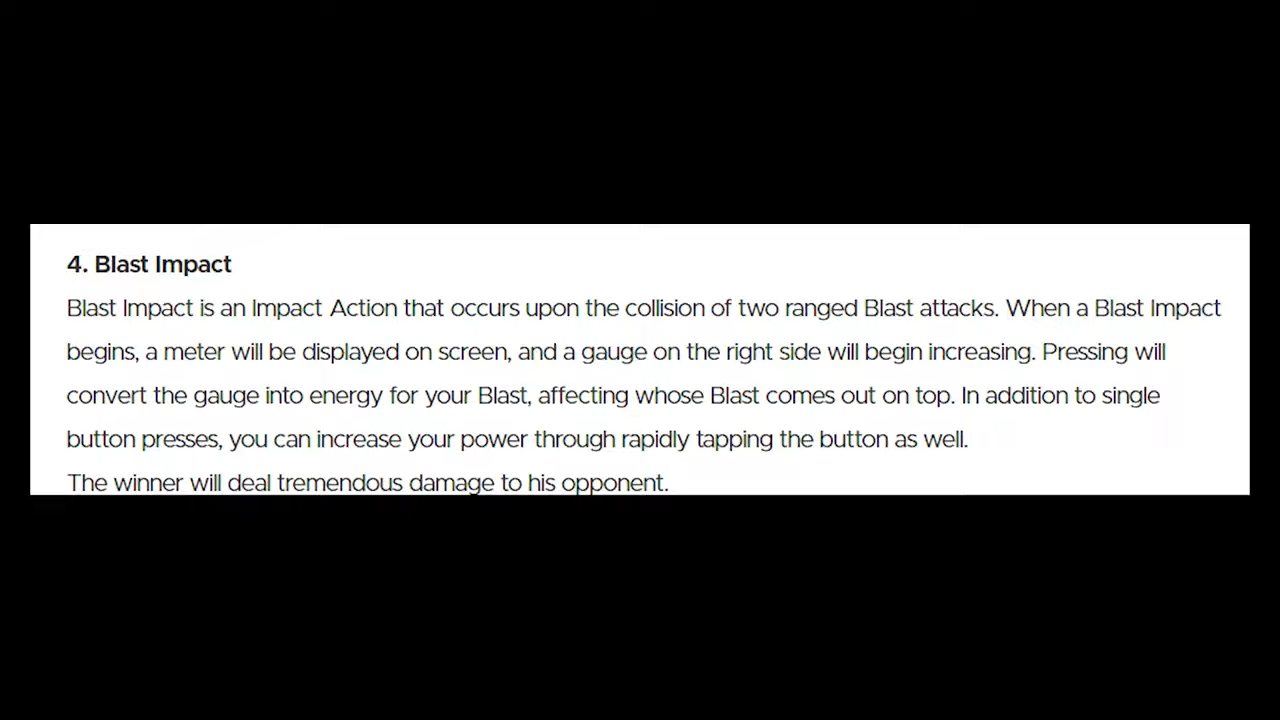 4. Blast Impact
Blast Impact is an Impact Action that occurs upon the collision of two ranged Blast attacks. When a Blast Impact
begins, a meter will be displayed on screen, and a gauge on the right side will begin increasing. Pressing will
convert the gauge into energy for your Blast, affecting whose Blast comes out on top. In addition to single
button presses, you can increase your power through rapidly tapping the button as well.
The winner will deal tremendous damage to his opponent.